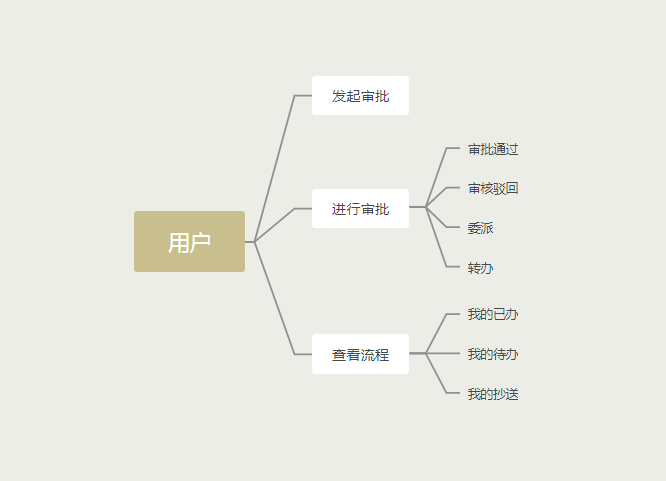 用户
发起审批
进行审批
审批通过
审核驳回
委派
转办
查看流程
我的已办
我的待办
我的抄送